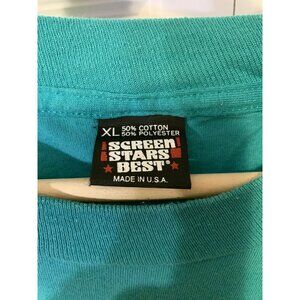 XL 50% COTTON
50% POLYESTER
SCREEN
STARS
BEST
MADE IN U.S.A.